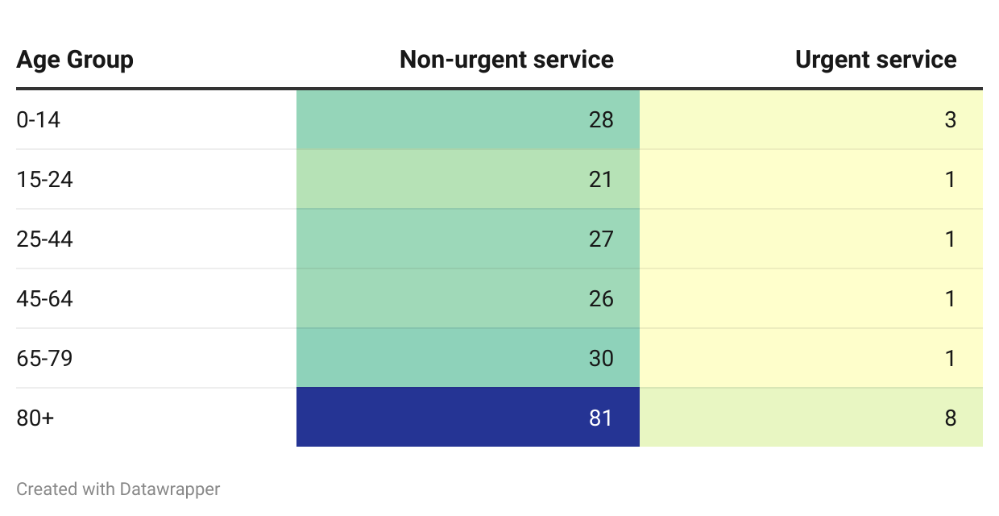 Age Group Non-urgent service Urgent service
0-14 28 3
15-24 21 1
25-44 27 1
45-64 26 1
65-79 30 1
80+ 81 8
Created with Datawrapper